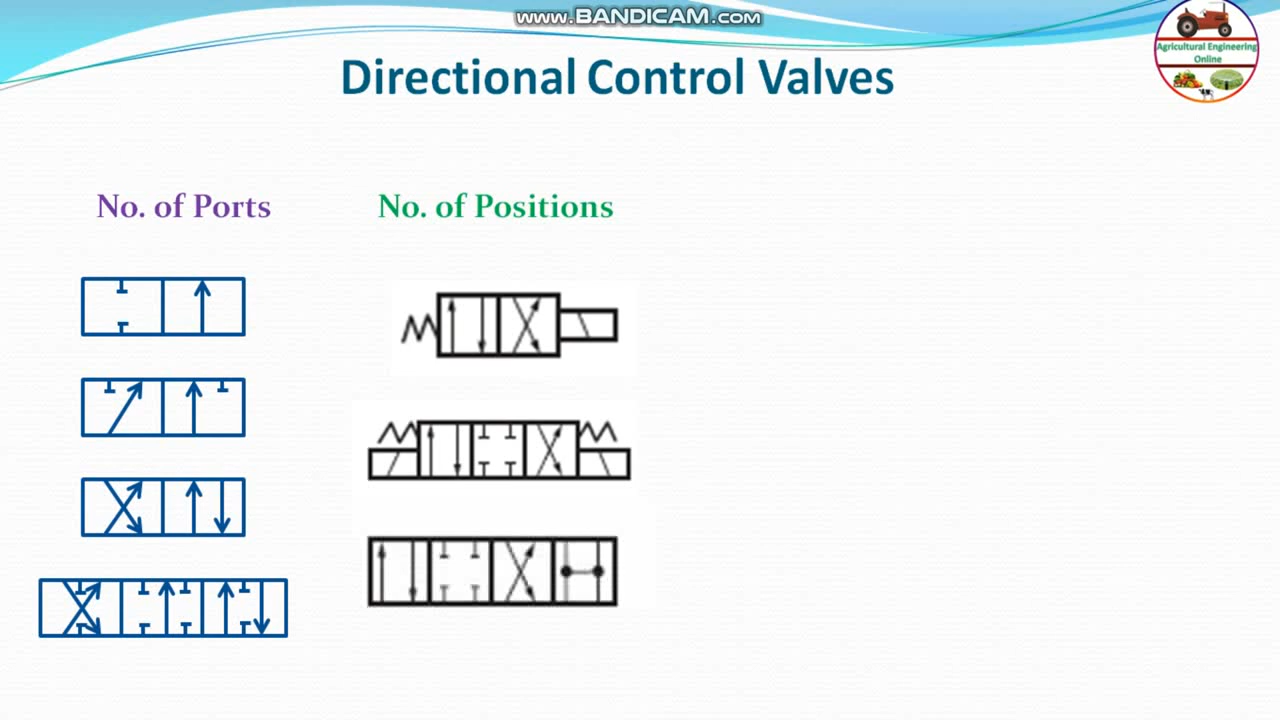 www.BANDICAM.com
Directional Control Valves
Agricultural Engineering
Online
No. of Ports
No. of Positions